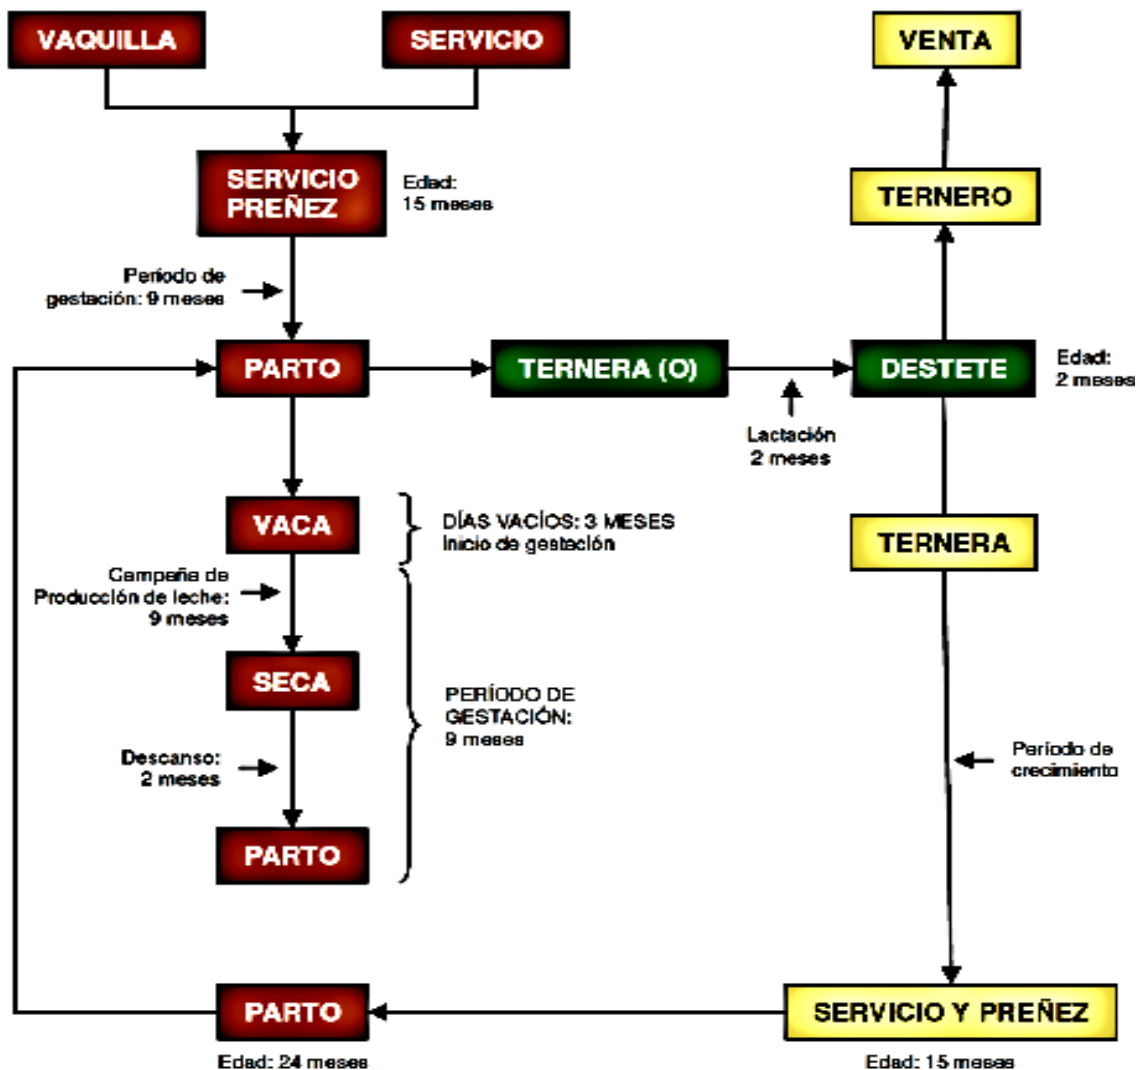 VAQUILLA
SERVICIO
VENTA
SERVICIO
PREÑEZ
Edad:
15 meses
TERNERO
Período de
gestación: 9 meses
PARTO
TERNERA (O)
DESTETE
Edad:
2 meses
Lactación
2 meses
VACA
DÍAS VACÍOS: 3 MESES
Inicio de gestación
TERNERA
Campaña de
Producción de leche:
9 meses
SECA
PERÍODO DE
GESTACIÓN:
9 meses
Descanso:
2 meses
Período de
crecimiento
PARTO
PARTO
SERVICIO Y PREÑEZ
Edad: 24 meses
Edad: 15 meses